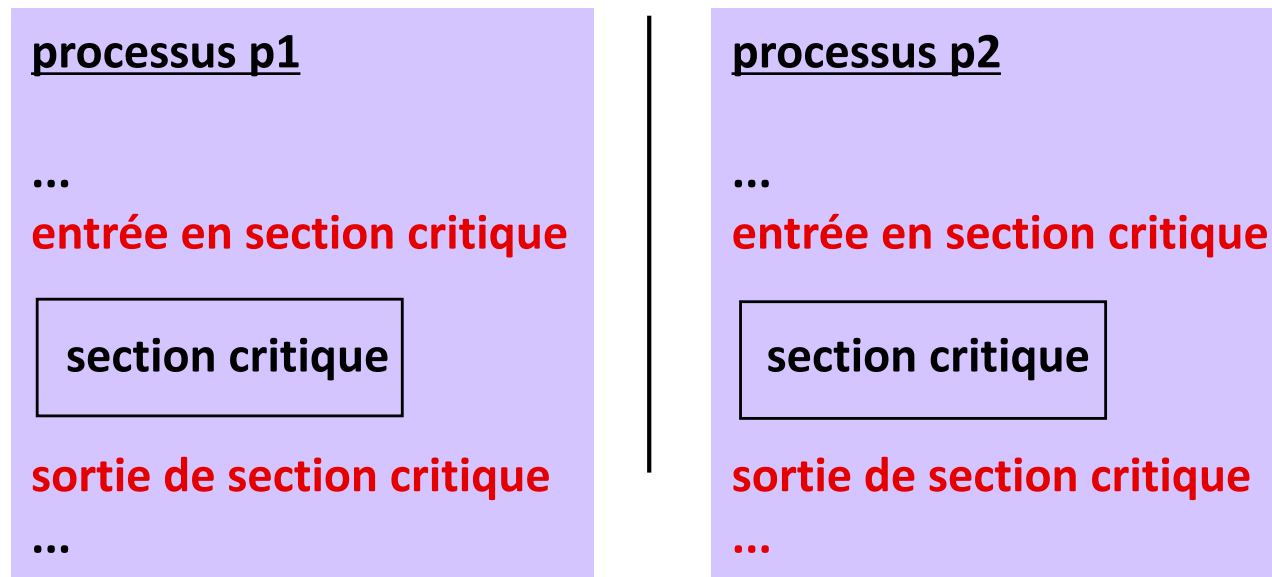 processus p1
...
entrée en section critique
section critique
sortie de section critique
...
processus p2
...
entrée en section critique
section critique
sortie de section critique
...